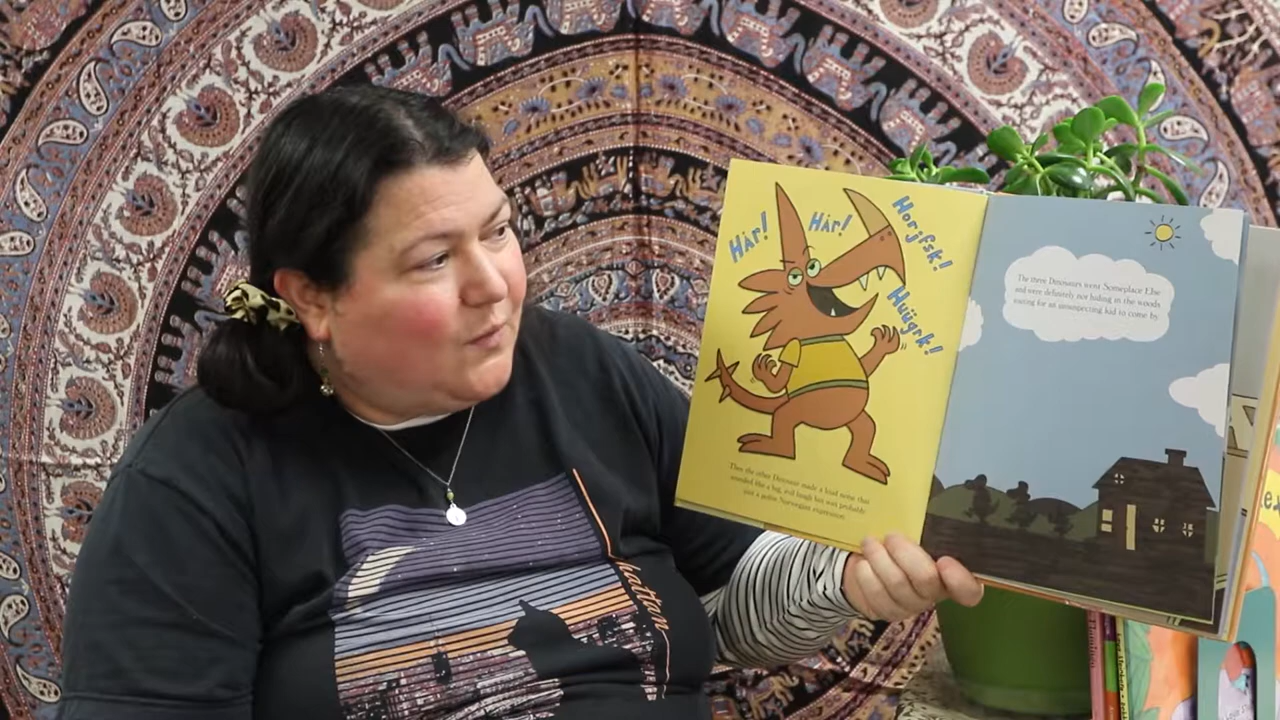 Här! Här!
Horjfsk!
Huügrk!
Then the other Dinosaur made a loud noise that
sounded like a big, evil laugh but was probably
just a polite Norwegian expression.
The three Dinosaurs went Someplace Else
and were definitely not hiding in the woods
waiting for an unsuspecting kid to come by.
hattan